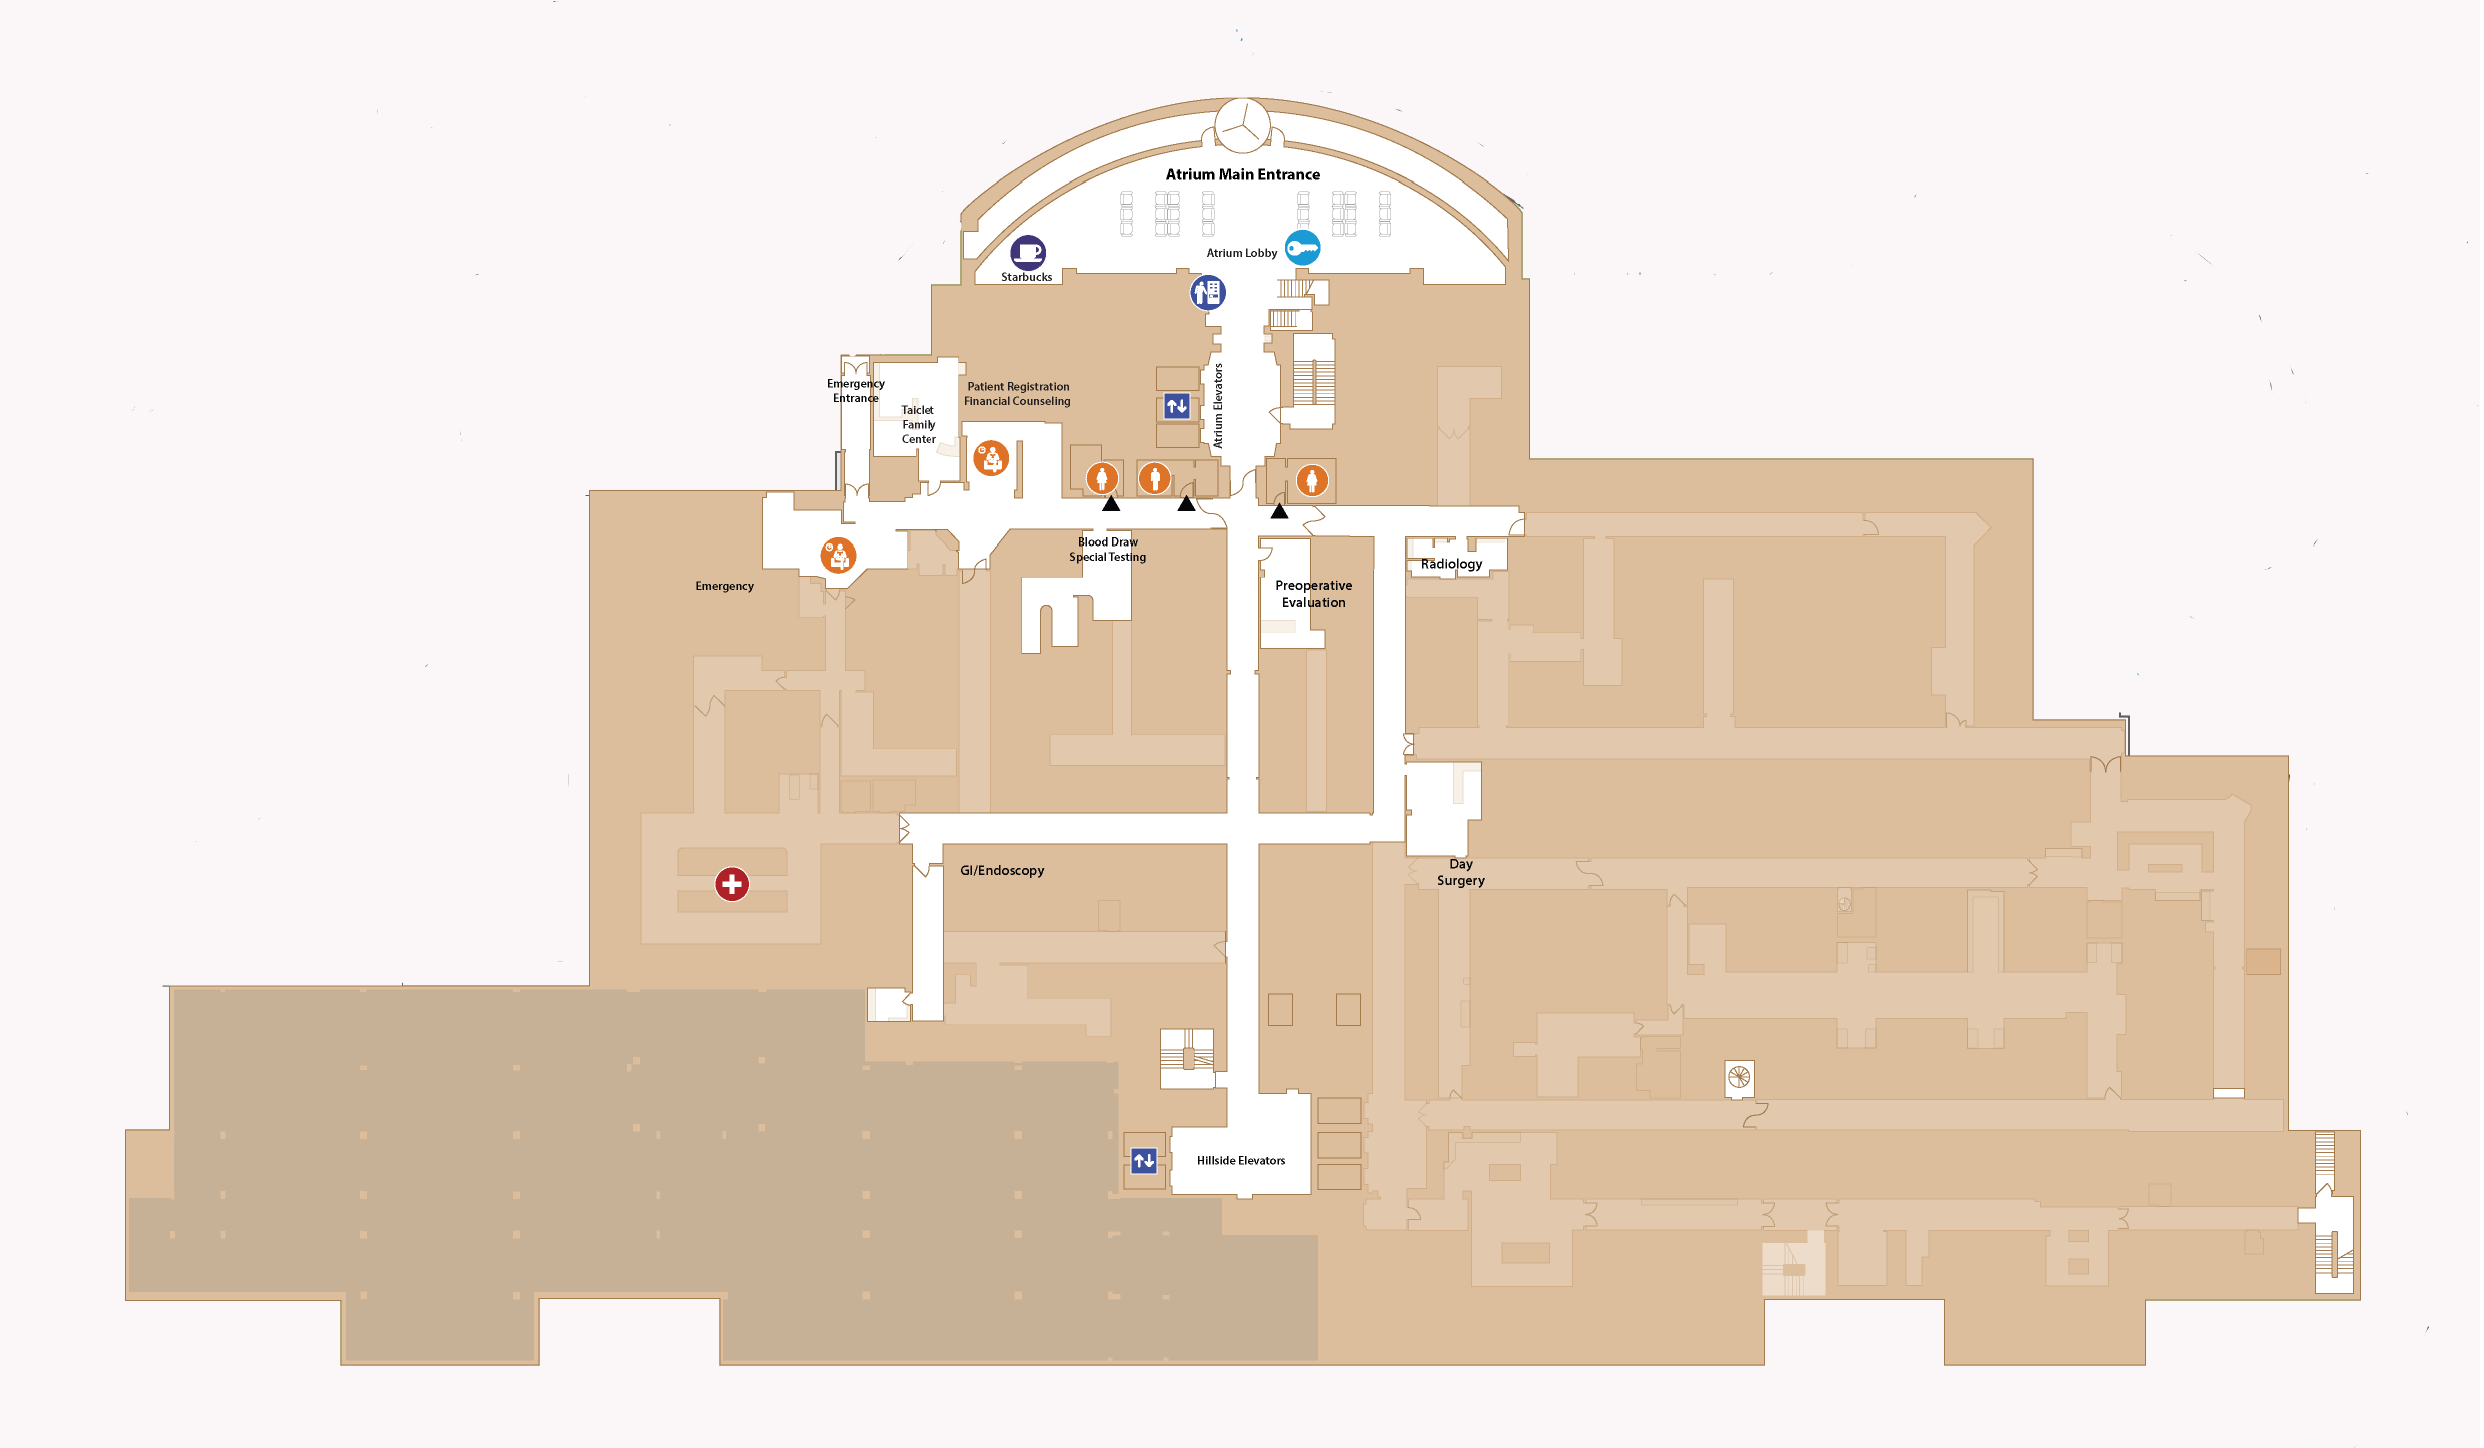 Atrium Main Entrance
Atrium Lobby
Starbucks
Atrium Elevators
Emergency
Entrance
Taiclet
Family
Center
Patient Registration
Financial Counseling
Blood Draw
Special Testing
Radiology
Preoperative
Evaluation
Emergency
GI/Endoscopy
Day
Surgery
Hillside Elevators